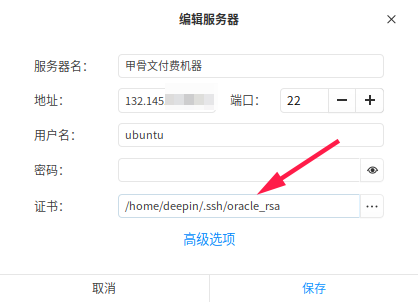 编辑服务器
服务器名： 甲骨文付费机器
地址： 132.145 端口： 22
用户名： ubuntu
密码：
证书： /home/deepin/.ssh/oracle_rsa
高级选项
取消 保存